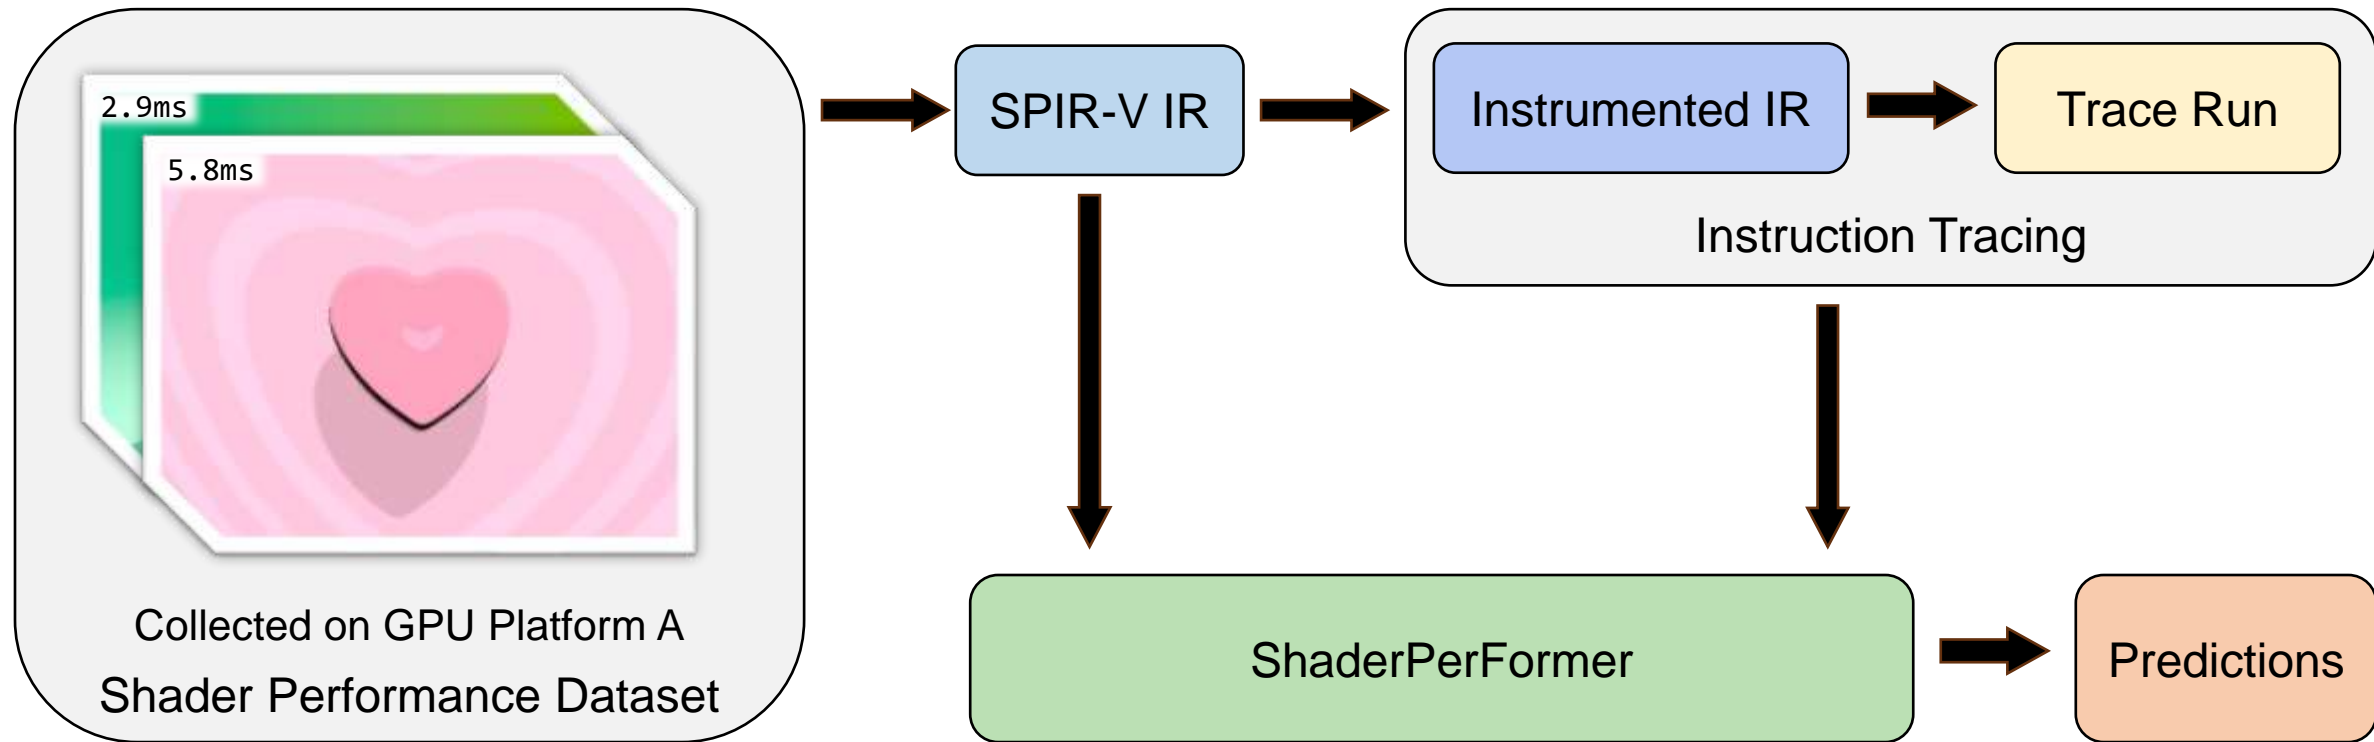 2.9ms
5.8ms
Collected on GPU Platform A
Shader Performance Dataset
SPIR-V IR
Instrumented IR
Trace Run
Instruction Tracing
ShaderPerFormer
Predictions